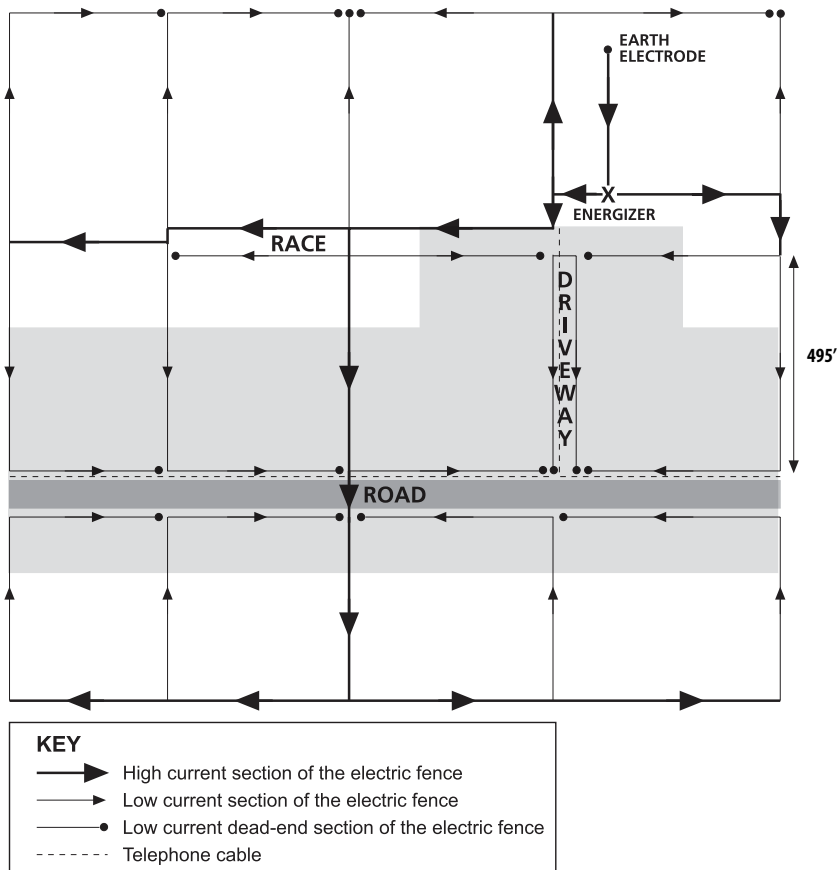 EARTH
ELECTRODE
X
ENERGIZER
RACE
DRIVEWAY
495'
ROAD
KEY
High current section of the electric fence
Low current section of the electric fence
Low current dead-end section of the electric fence
Telephone cable